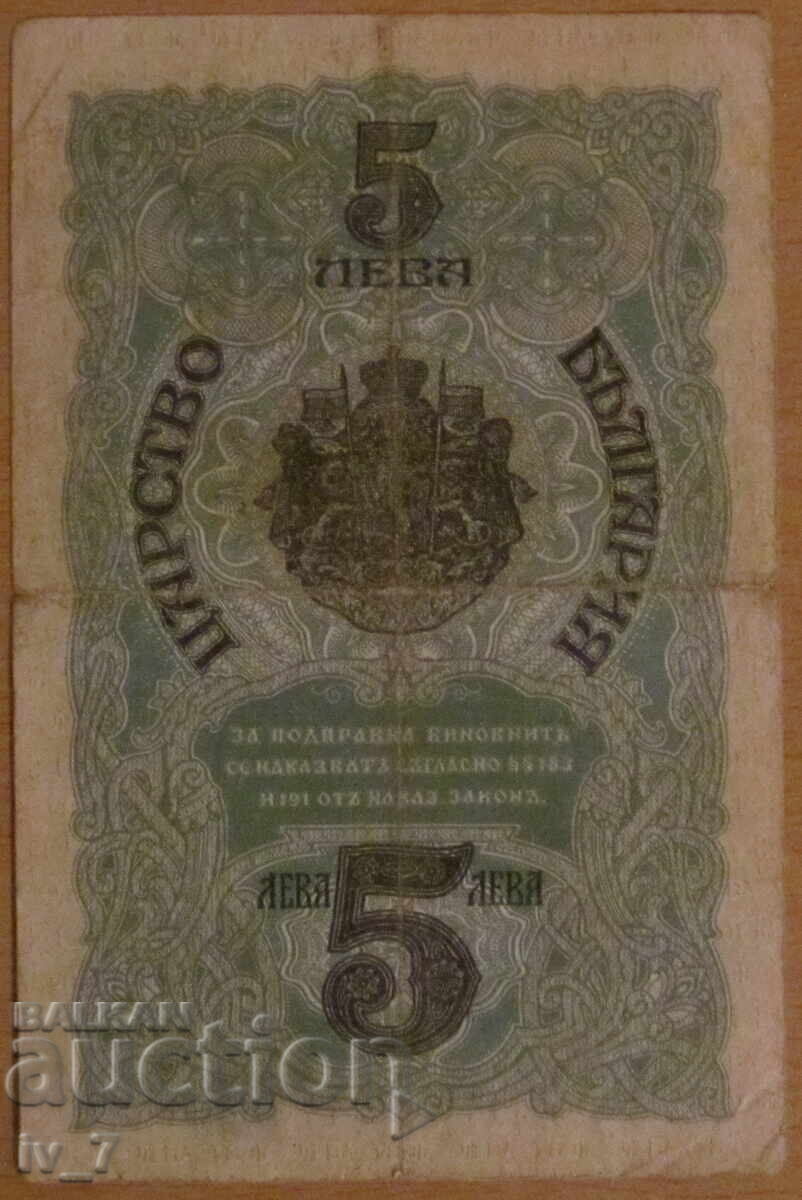 5
ЛЕВА
ЦАРСТВО
БЪЛГАРИЯ
ЗА ПОДПРАВКА ВИНОВНИТѢ
СЕ НАКАЗВАТЪ СЪГЛАСНО §§ 183
И 191 ОТЪ НАКАЗ. ЗАКОНЪ.
ЛЕВА 5 ЛЕВА
BALKAN
auction
iv_7